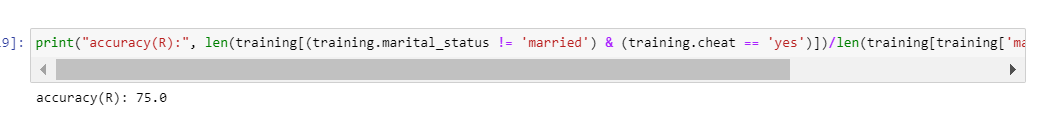 9]: print("accuracy(R):", len(training[(training.marital_status != 'married') & (training.cheat == 'yes')])/len(training[training['ma
accuracy(R): 75.0